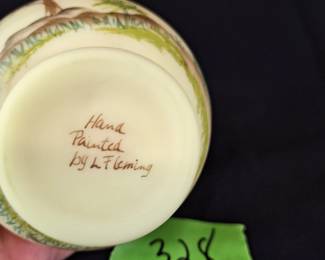 Hand
Painted
by L Fleming
328